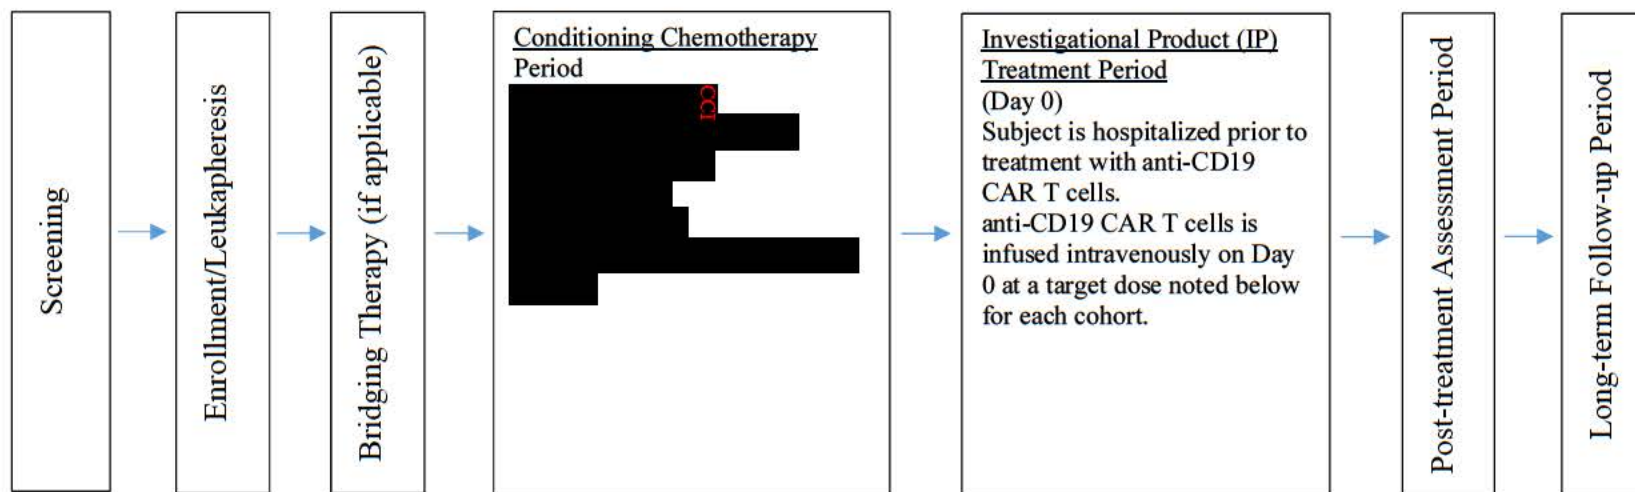 Screening
Enrollment/Leukapheresis
Bridging Therapy (if applicable)
Conditioning Chemotherapy
Period
CCI
Investigational Product (IP)
Treatment Period
(Day 0)
Subject is hospitalized prior to
treatment with anti-CD19
CAR T cells.
anti-CD19 CAR T cells is
infused intravenously on Day
0 at a target dose noted below
for each cohort.
Post-treatment Assessment Period
Long-term Follow-up Period